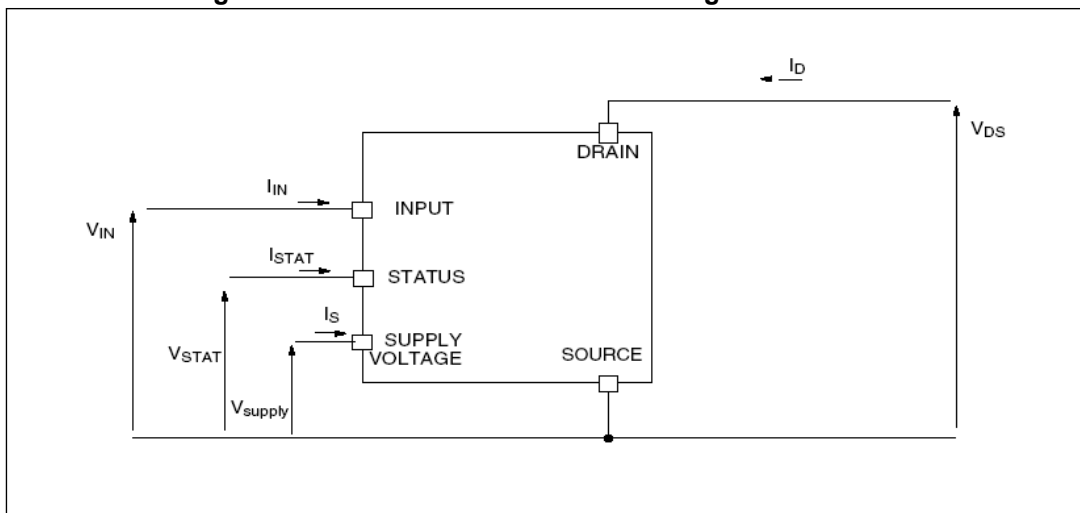 I_D
DRAIN
V_DS
I_IN
INPUT
V_IN
I_STAT
STATUS
I_S
SUPPLY
VOLTAGE
SOURCE
V_STAT
V_supply